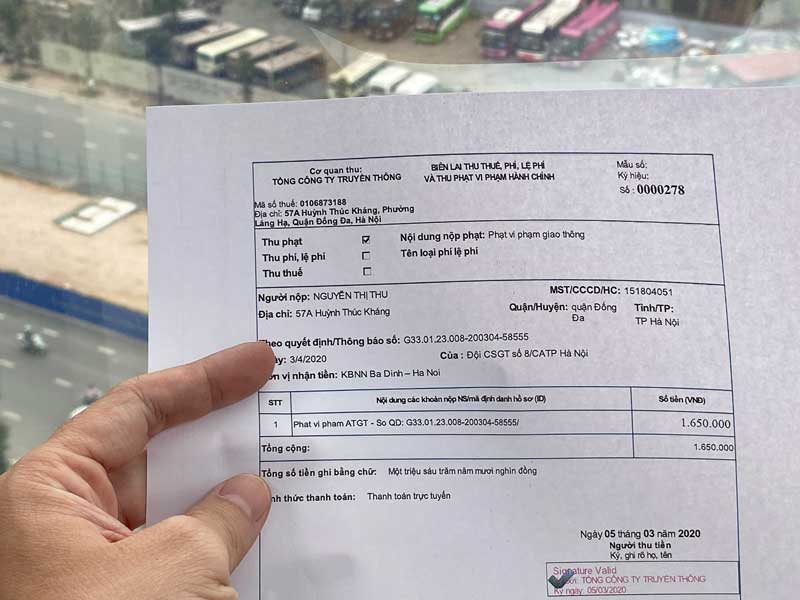 Cơ quan thu:
TỔNG CÔNG TY TRUYỀN THÔNG
BIÊN LAI THU THUẾ, PHÍ, LỆ PHÍ
VÀ THU PHẠT VI PHẠM HÀNH CHÍNH
Mẫu số:
Ký hiệu:
Số : 0000278
Mã số thuế: 0106873188
Địa chỉ: 57A Huỳnh Thúc Kháng, Phường
Láng Hạ, Quận Đống Đa, Hà Nội
Thu phạt
Nội dung nộp phạt: Phạt vi phạm giao thông
Thu phí, lệ phí
Tên loại phí lệ phí
Thu thuế
Người nộp: NGUYỄN THỊ THU
MST/CCCD/HC: 151804051
Địa chỉ: 57A Huỳnh Thúc Kháng
Quận/Huyện: quận Đống
Đa
Tỉnh/TP:
TP Hà Nội
heo quyết định/Thông báo số: G33.01.23.008-200304-58555
ày: 3/4/2020
Của : Đội CSGT số 8/CATP Hà Nội
ơn vị nhận tiền: KBNN Ba Dinh – Ha Noi
STT
Nội dung các khoản nộp NS/mã định danh hồ sơ (ID)
Số tiền (VNĐ)
1
Phat vi pham ATGT - So QD: G33.01.23.008-200304-58555/
1.650.000
Tổng cộng:
1.650.000
Tổng số tiền ghi bằng chữ: Một triệu sáu trăm năm mươi nghìn đồng
nh thức thanh toán: Thanh toán trực tuyến
Ngày 05 tháng 03 năm 2020
Người thu tiền
Ký, ghi rõ họ, tên
Signature Valid
TỔNG CÔNG TY TRUYỀN THÔNG
Ký ngày: 05/03/2020